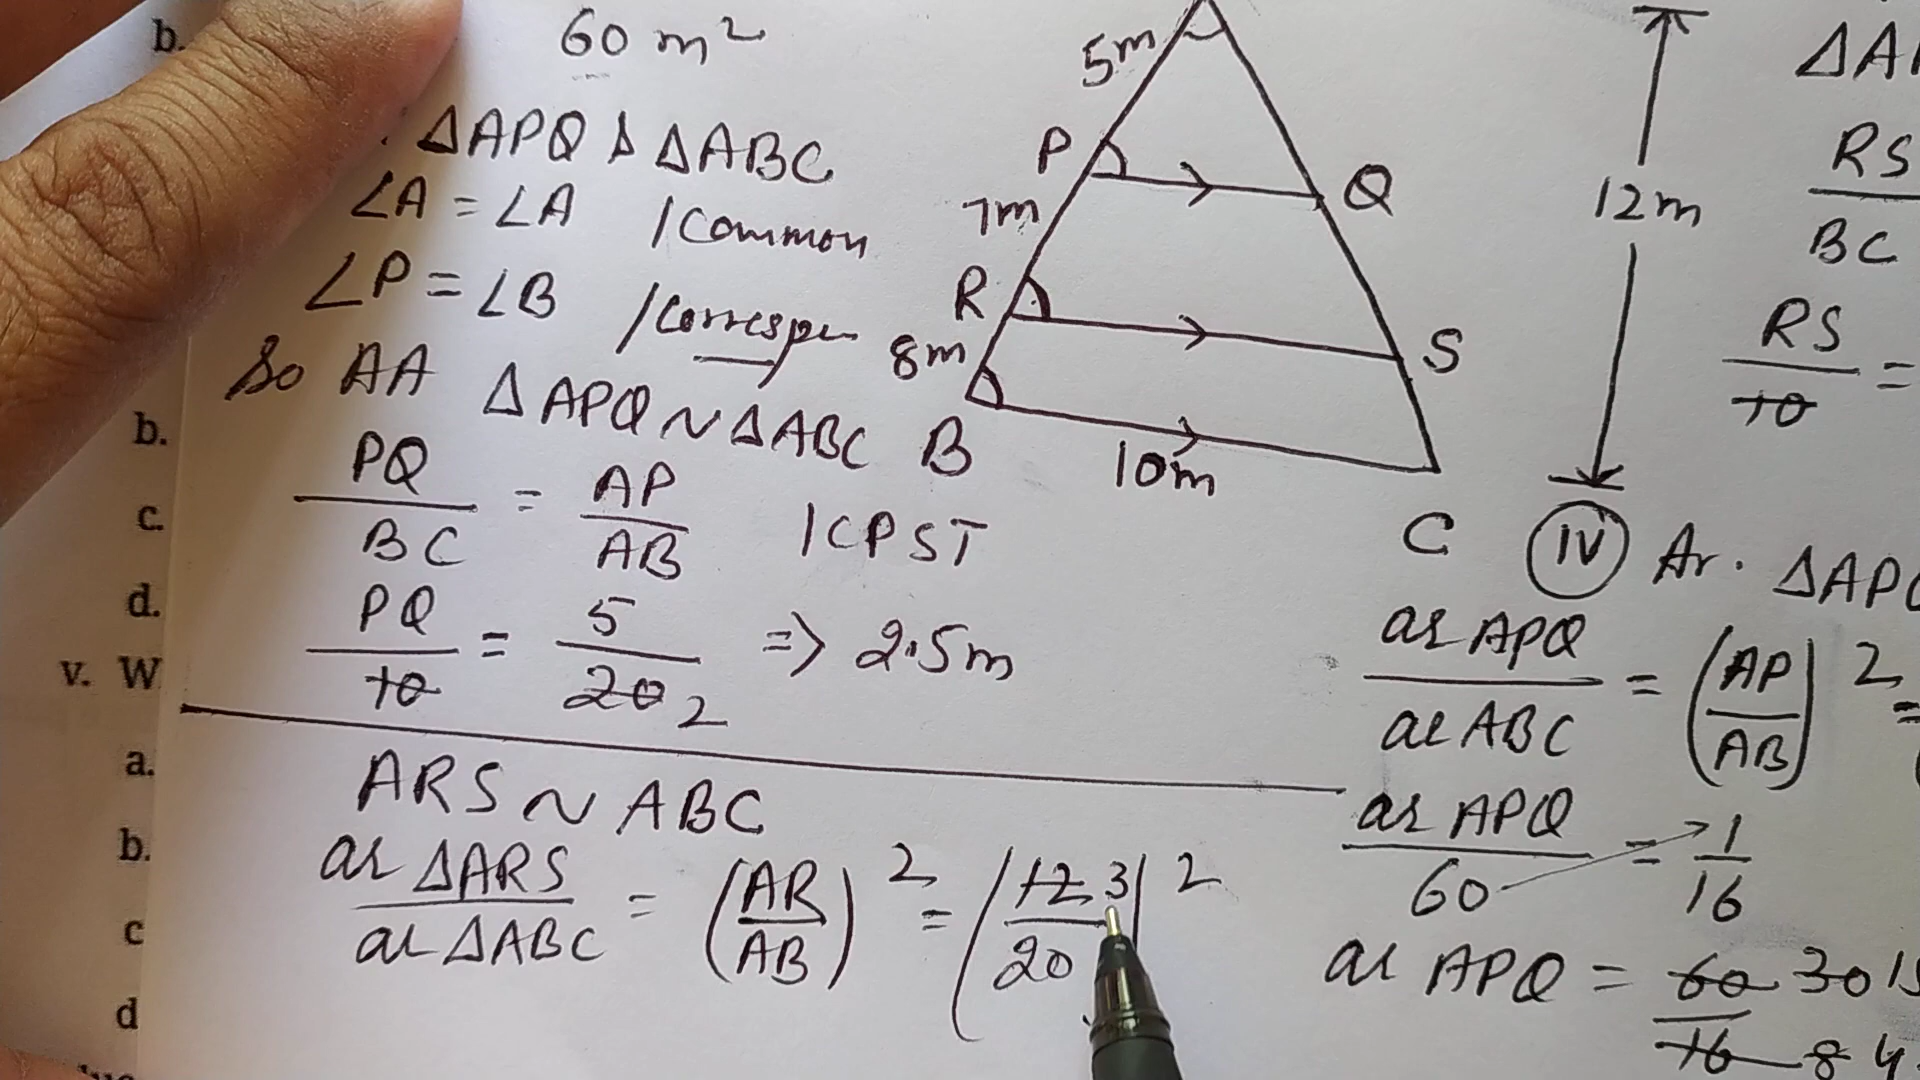 b.
60 m²
ΔAPQ & ΔABC
∠A = ∠A /Common
∠P = ∠B /Correspon
So AA ΔAPQ ~ ΔABC
PQ/BC = AP/AB /CPST
PQ/10 = 5/20 2 => 2.5m
ARS ~ ABC
ar ΔARS/ar ΔABC = (AR/AB)² = (12 3/20)²
b.
c.
d.
v. W
a.
b.
c
d
5m
P
Q
7m
R
S
8m
B
10m
C
12m
RS/BC
RS/10 =
IV Ar. ΔAPQ
ar APQ/ar ABC = (AP/AB)² =
ar APQ/60 = 1/16
ar APQ = 60 30 15/16 8 4